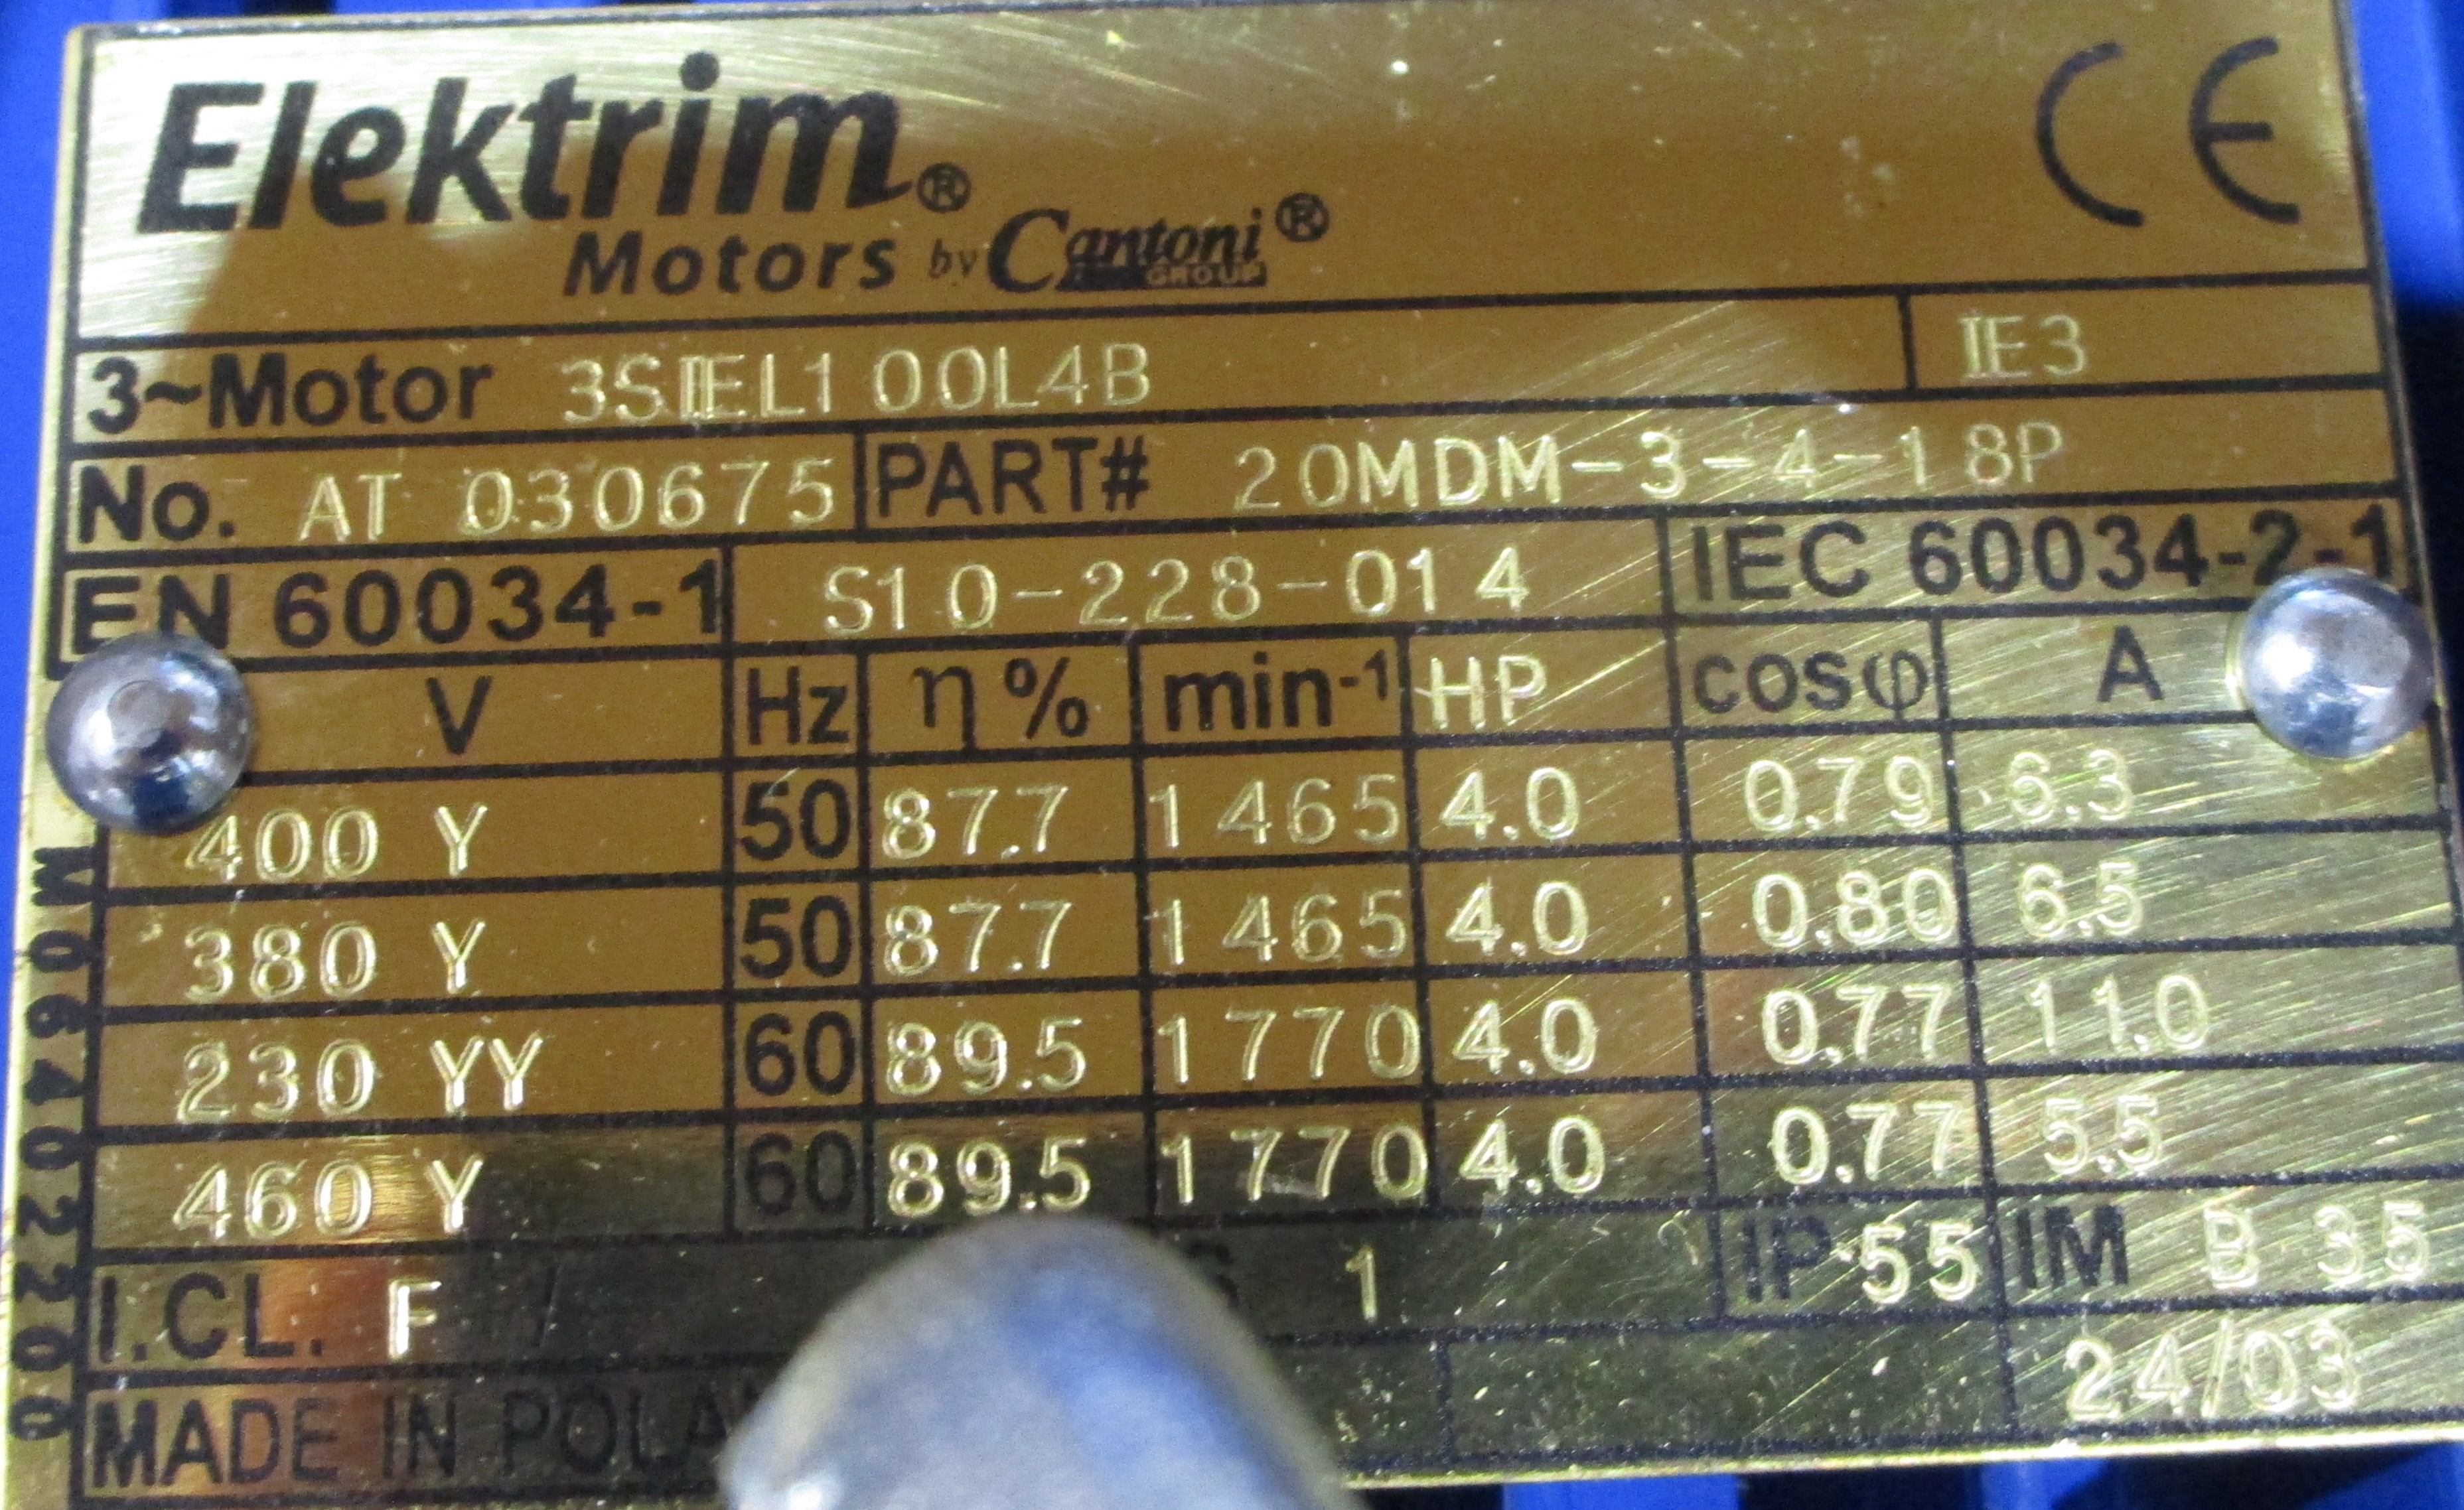 Elektrim®
Motors by Cantoni®
GROUP
CE
3~Motor 3SIEL100L4B IE3
No. AT 030675 PART# 20MDM-3-4-18P
EN 60034-1 S10-228-014 IEC 60034-2-1
V Hz η% min-1 HP cosφ A
400 Y 50 87.7 1465 4.0 0.79 6.3
380 Y 50 87.7 1465 4.0 0.80 6.5
230 YY 60 89.5 1770 4.0 0.77 11.0
460 Y 60 89.5 1770 4.0 0.77 5.5
I.CL. F / 1 IP 55 IM B 35
MADE IN 24/03
M06402200